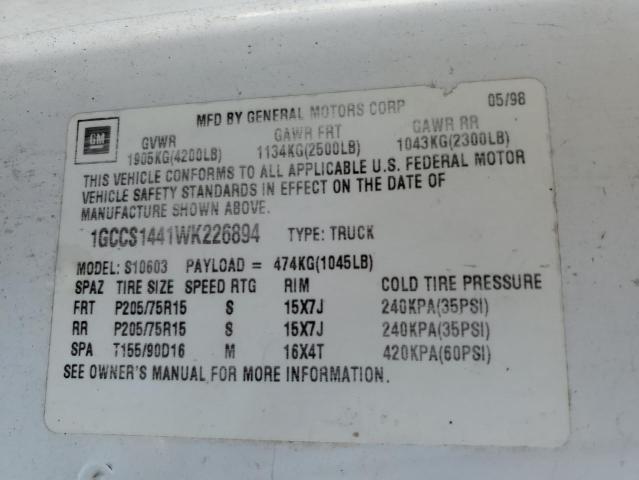 MFD BY GENERAL MOTORS CORP 05/98
GM
GVWR GAWR FRT GAWR RR
1905KG(4200LB) 1134KG(2500LB) 1043KG(2300LB)
THIS VEHICLE CONFORMS TO ALL APPLICABLE U.S. FEDERAL MOTOR
VEHICLE SAFETY STANDARDS IN EFFECT ON THE DATE OF
MANUFACTURE SHOWN ABOVE.
1GCCS1441WK226894 TYPE: TRUCK
MODEL: S10603 PAYLOAD = 474KG(1045LB)
SPAZ TIRE SIZE SPEED RTG RIM COLD TIRE PRESSURE
FRT P205/75R15 S 15X7J 240KPA(35PSI)
RR P205/75R15 S 15X7J 240KPA(35PSI)
SPA T155/90D16 M 16X4T 420KPA(60PSI)
SEE OWNER'S MANUAL FOR MORE INFORMATION.